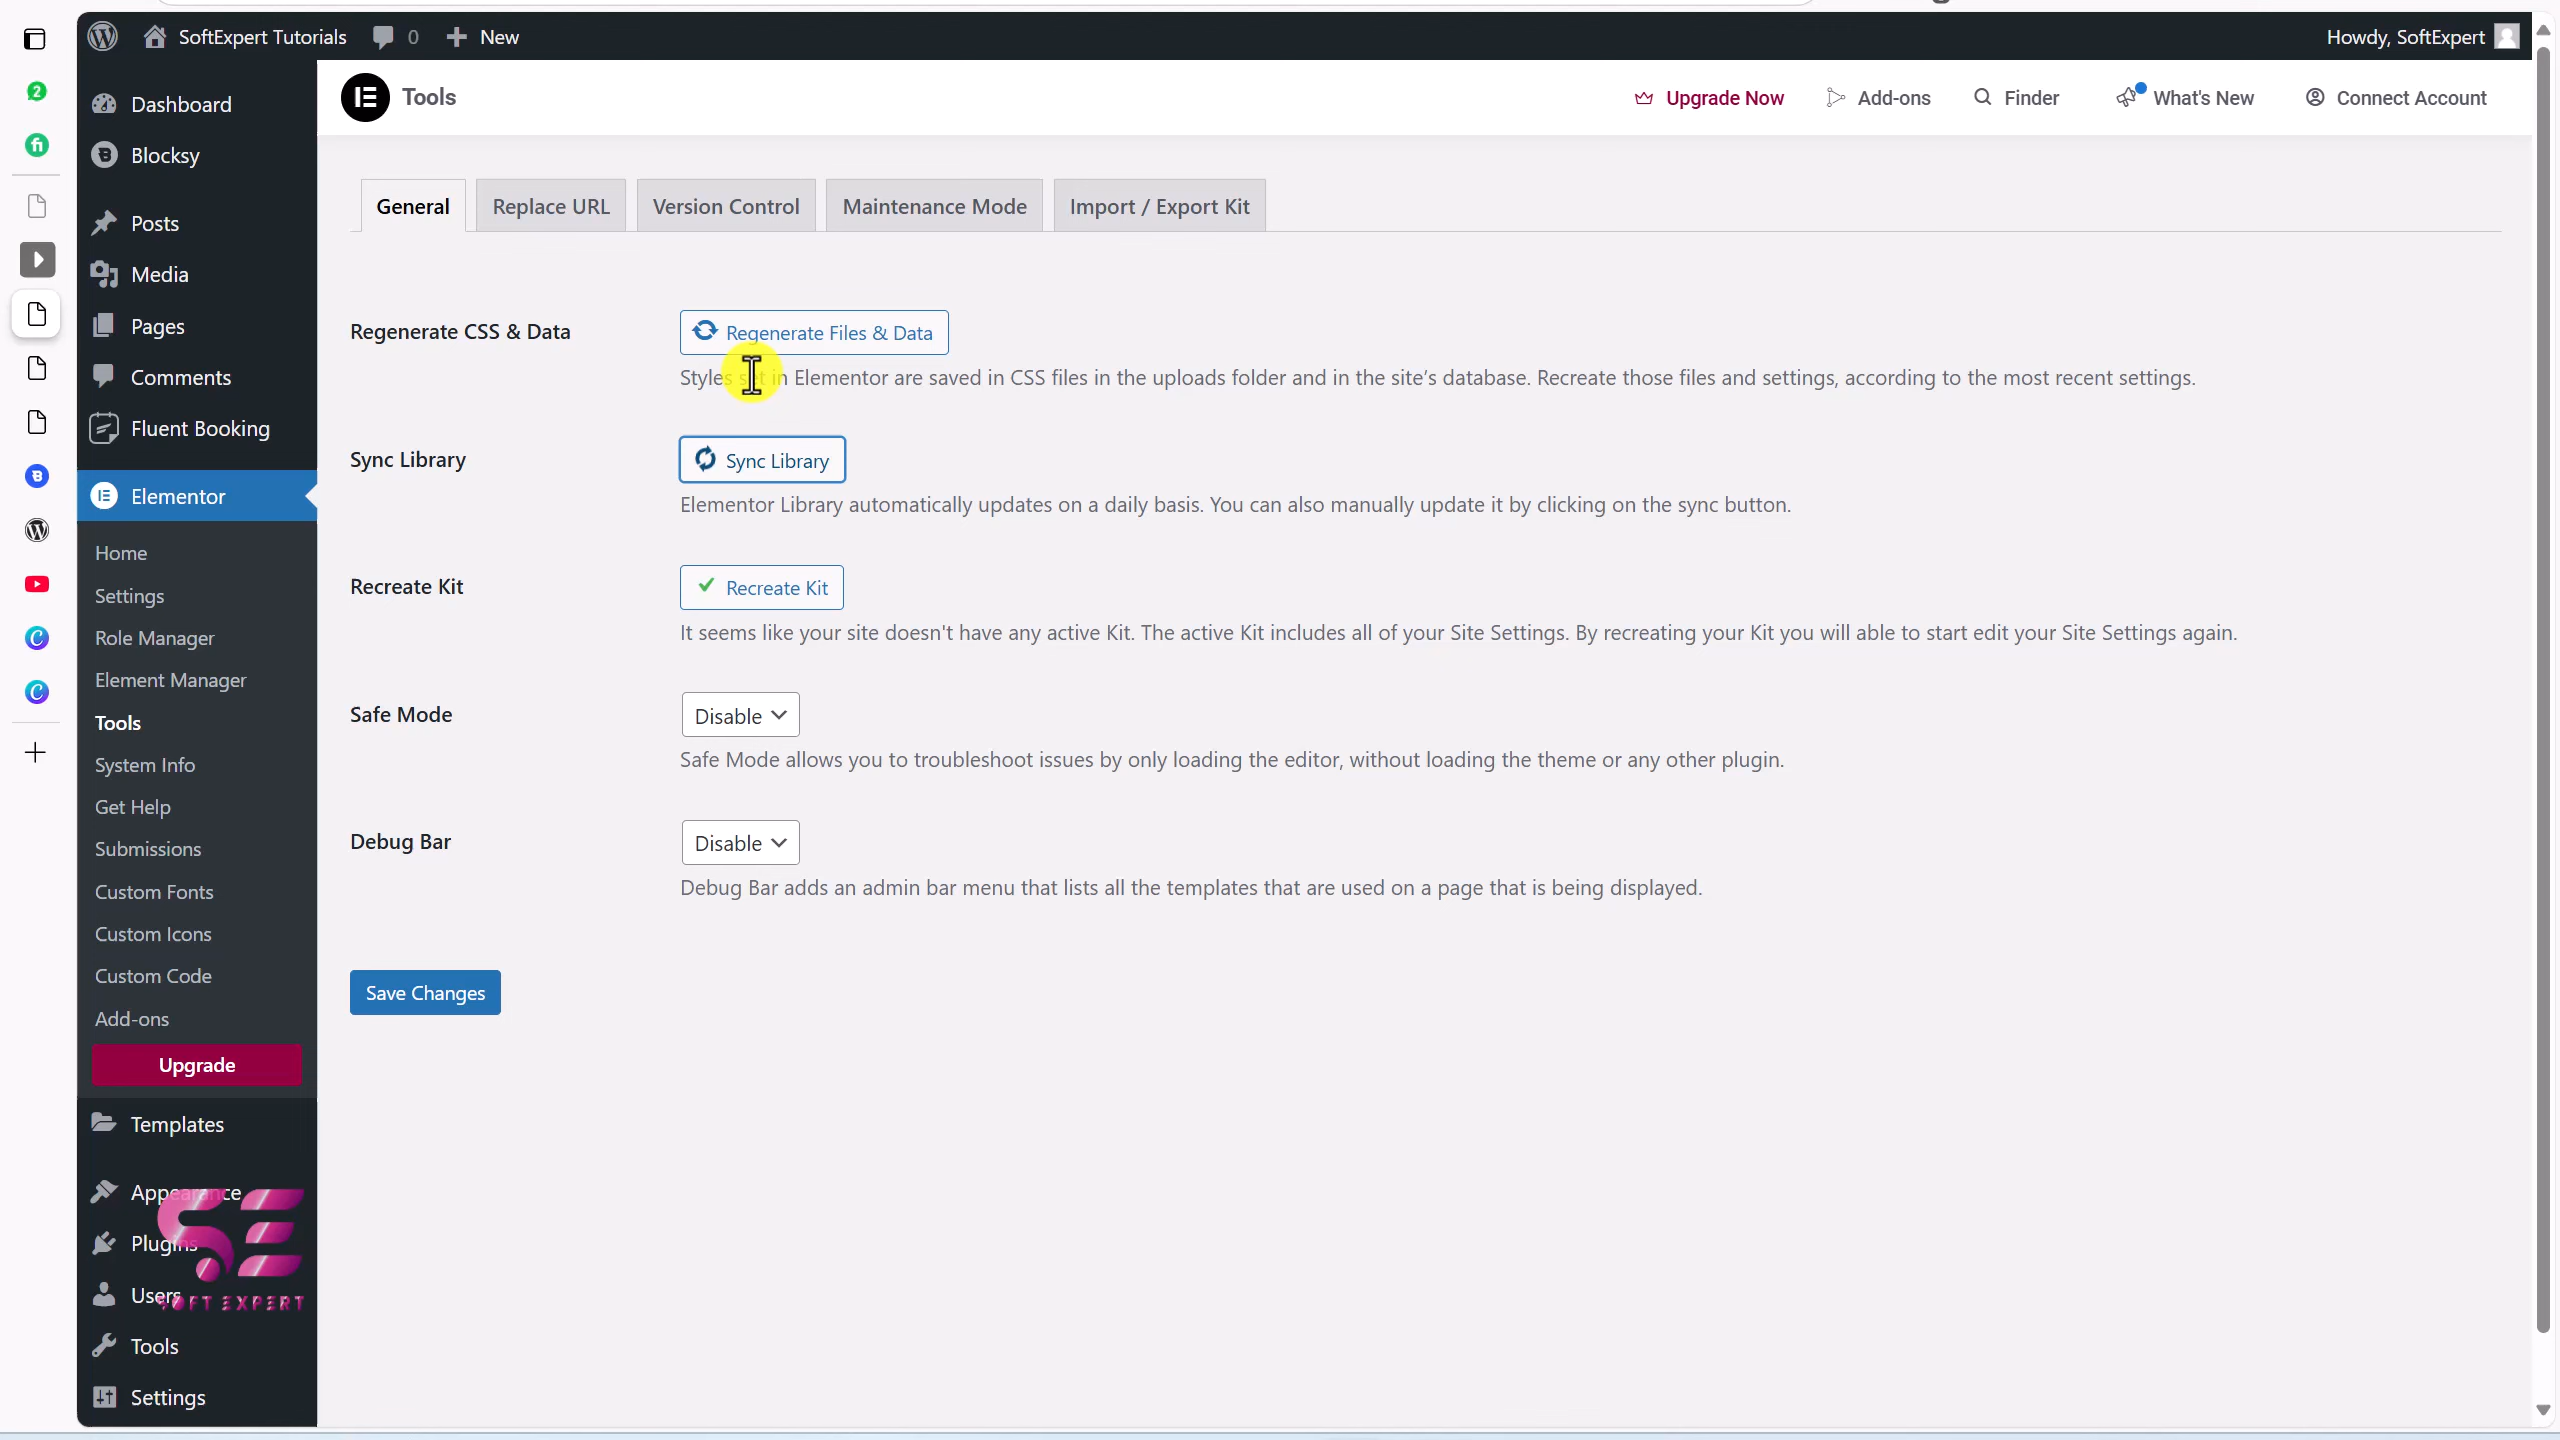 SoftExpert Tutorials
0
New
Howdy, SoftExpert
2
Dashboard
Blocksy
Posts
Media
Pages
Comments
Fluent Booking
Elementor
Home
Settings
Role Manager
Element Manager
Tools
System Info
Get Help
Submissions
Custom Fonts
Custom Icons
Custom Code
Add-ons
Upgrade
Templates
Appearance
Plugins
Users
Tools
Settings
SE
SOFT EXPERT
Tools
Upgrade Now
Add-ons
Finder
What's New
Connect Account
General
Replace URL
Version Control
Maintenance Mode
Import / Export Kit
Regenerate CSS & Data
Regenerate Files & Data
Styles set in Elementor are saved in CSS files in the uploads folder and in the site’s database. Recreate those files and settings, according to the most recent settings.
Sync Library
Sync Library
Elementor Library automatically updates on a daily basis. You can also manually update it by clicking on the sync button.
Recreate Kit
Recreate Kit
It seems like your site doesn't have any active Kit. The active Kit includes all of your Site Settings. By recreating your Kit you will able to start edit your Site Settings again.
Safe Mode
Disable
Safe Mode allows you to troubleshoot issues by only loading the editor, without loading the theme or any other plugin.
Debug Bar
Disable
Debug Bar adds an admin bar menu that lists all the templates that are used on a page that is being displayed.
Save Changes